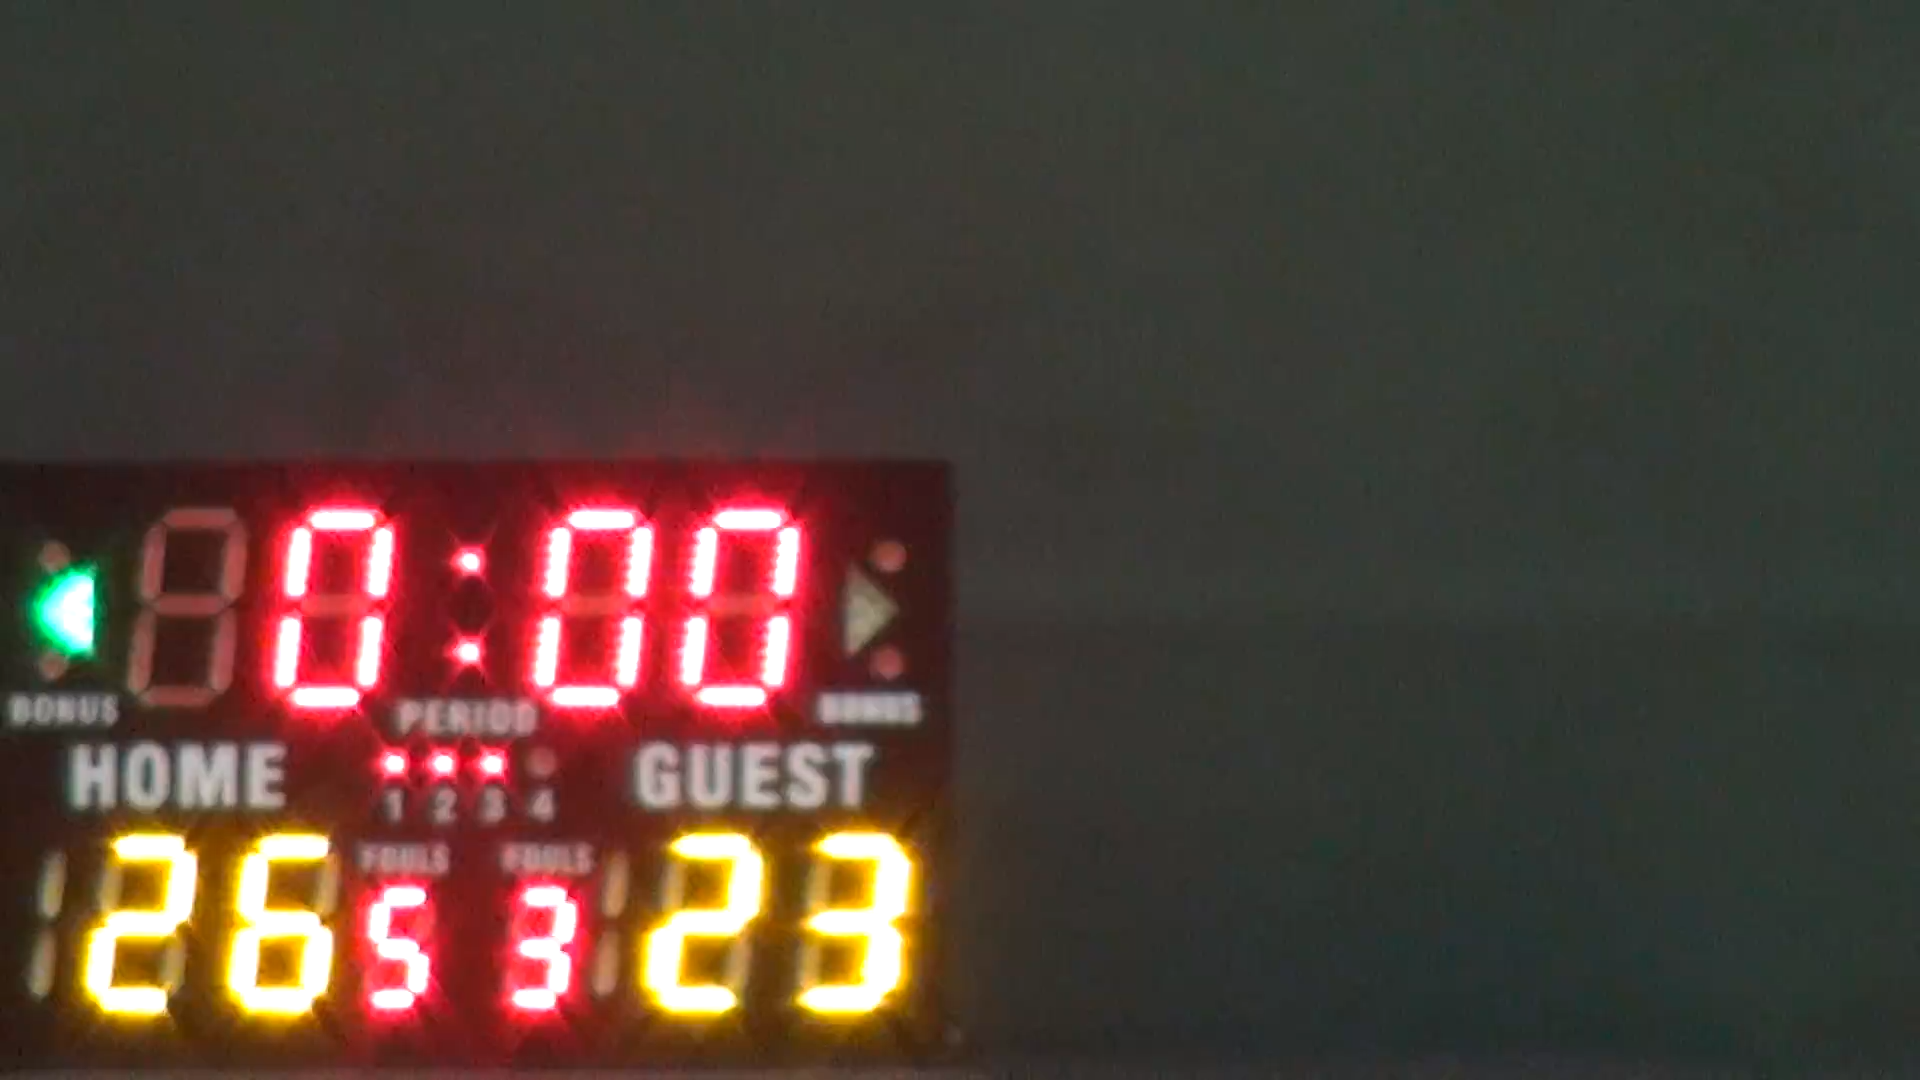 0:00
BONUS PERIOD BONUS
HOME GUEST
1 2 3 4
FOULS FOULS
26 5 3 23